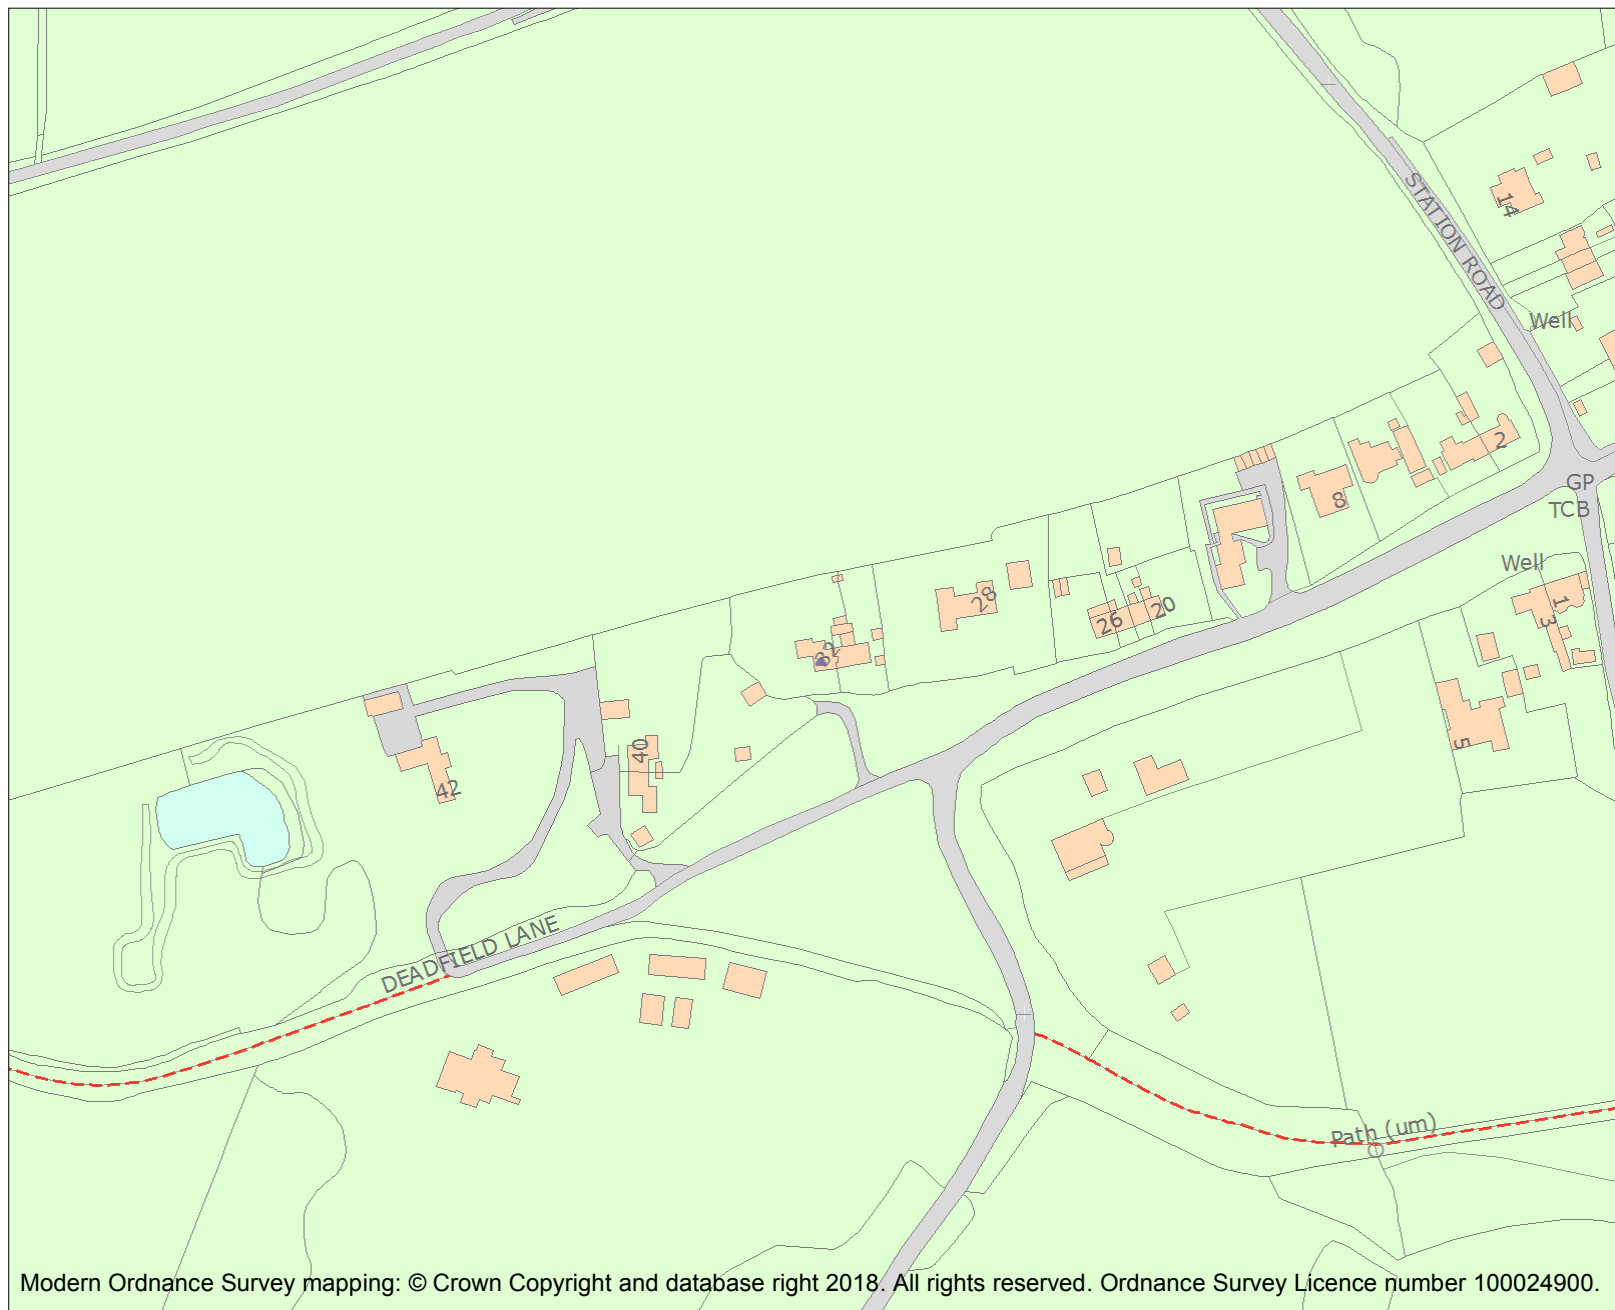 STATION ROAD
14
Well
2
GP
TCB
8
Well
1
3
28
26
20
32
5
40
42
DEADFIELD LANE
Path (um)
Modern Ordnance Survey mapping: © Crown Copyright and database right 2018. All rights reserved. Ordnance Survey Licence number 100024900.